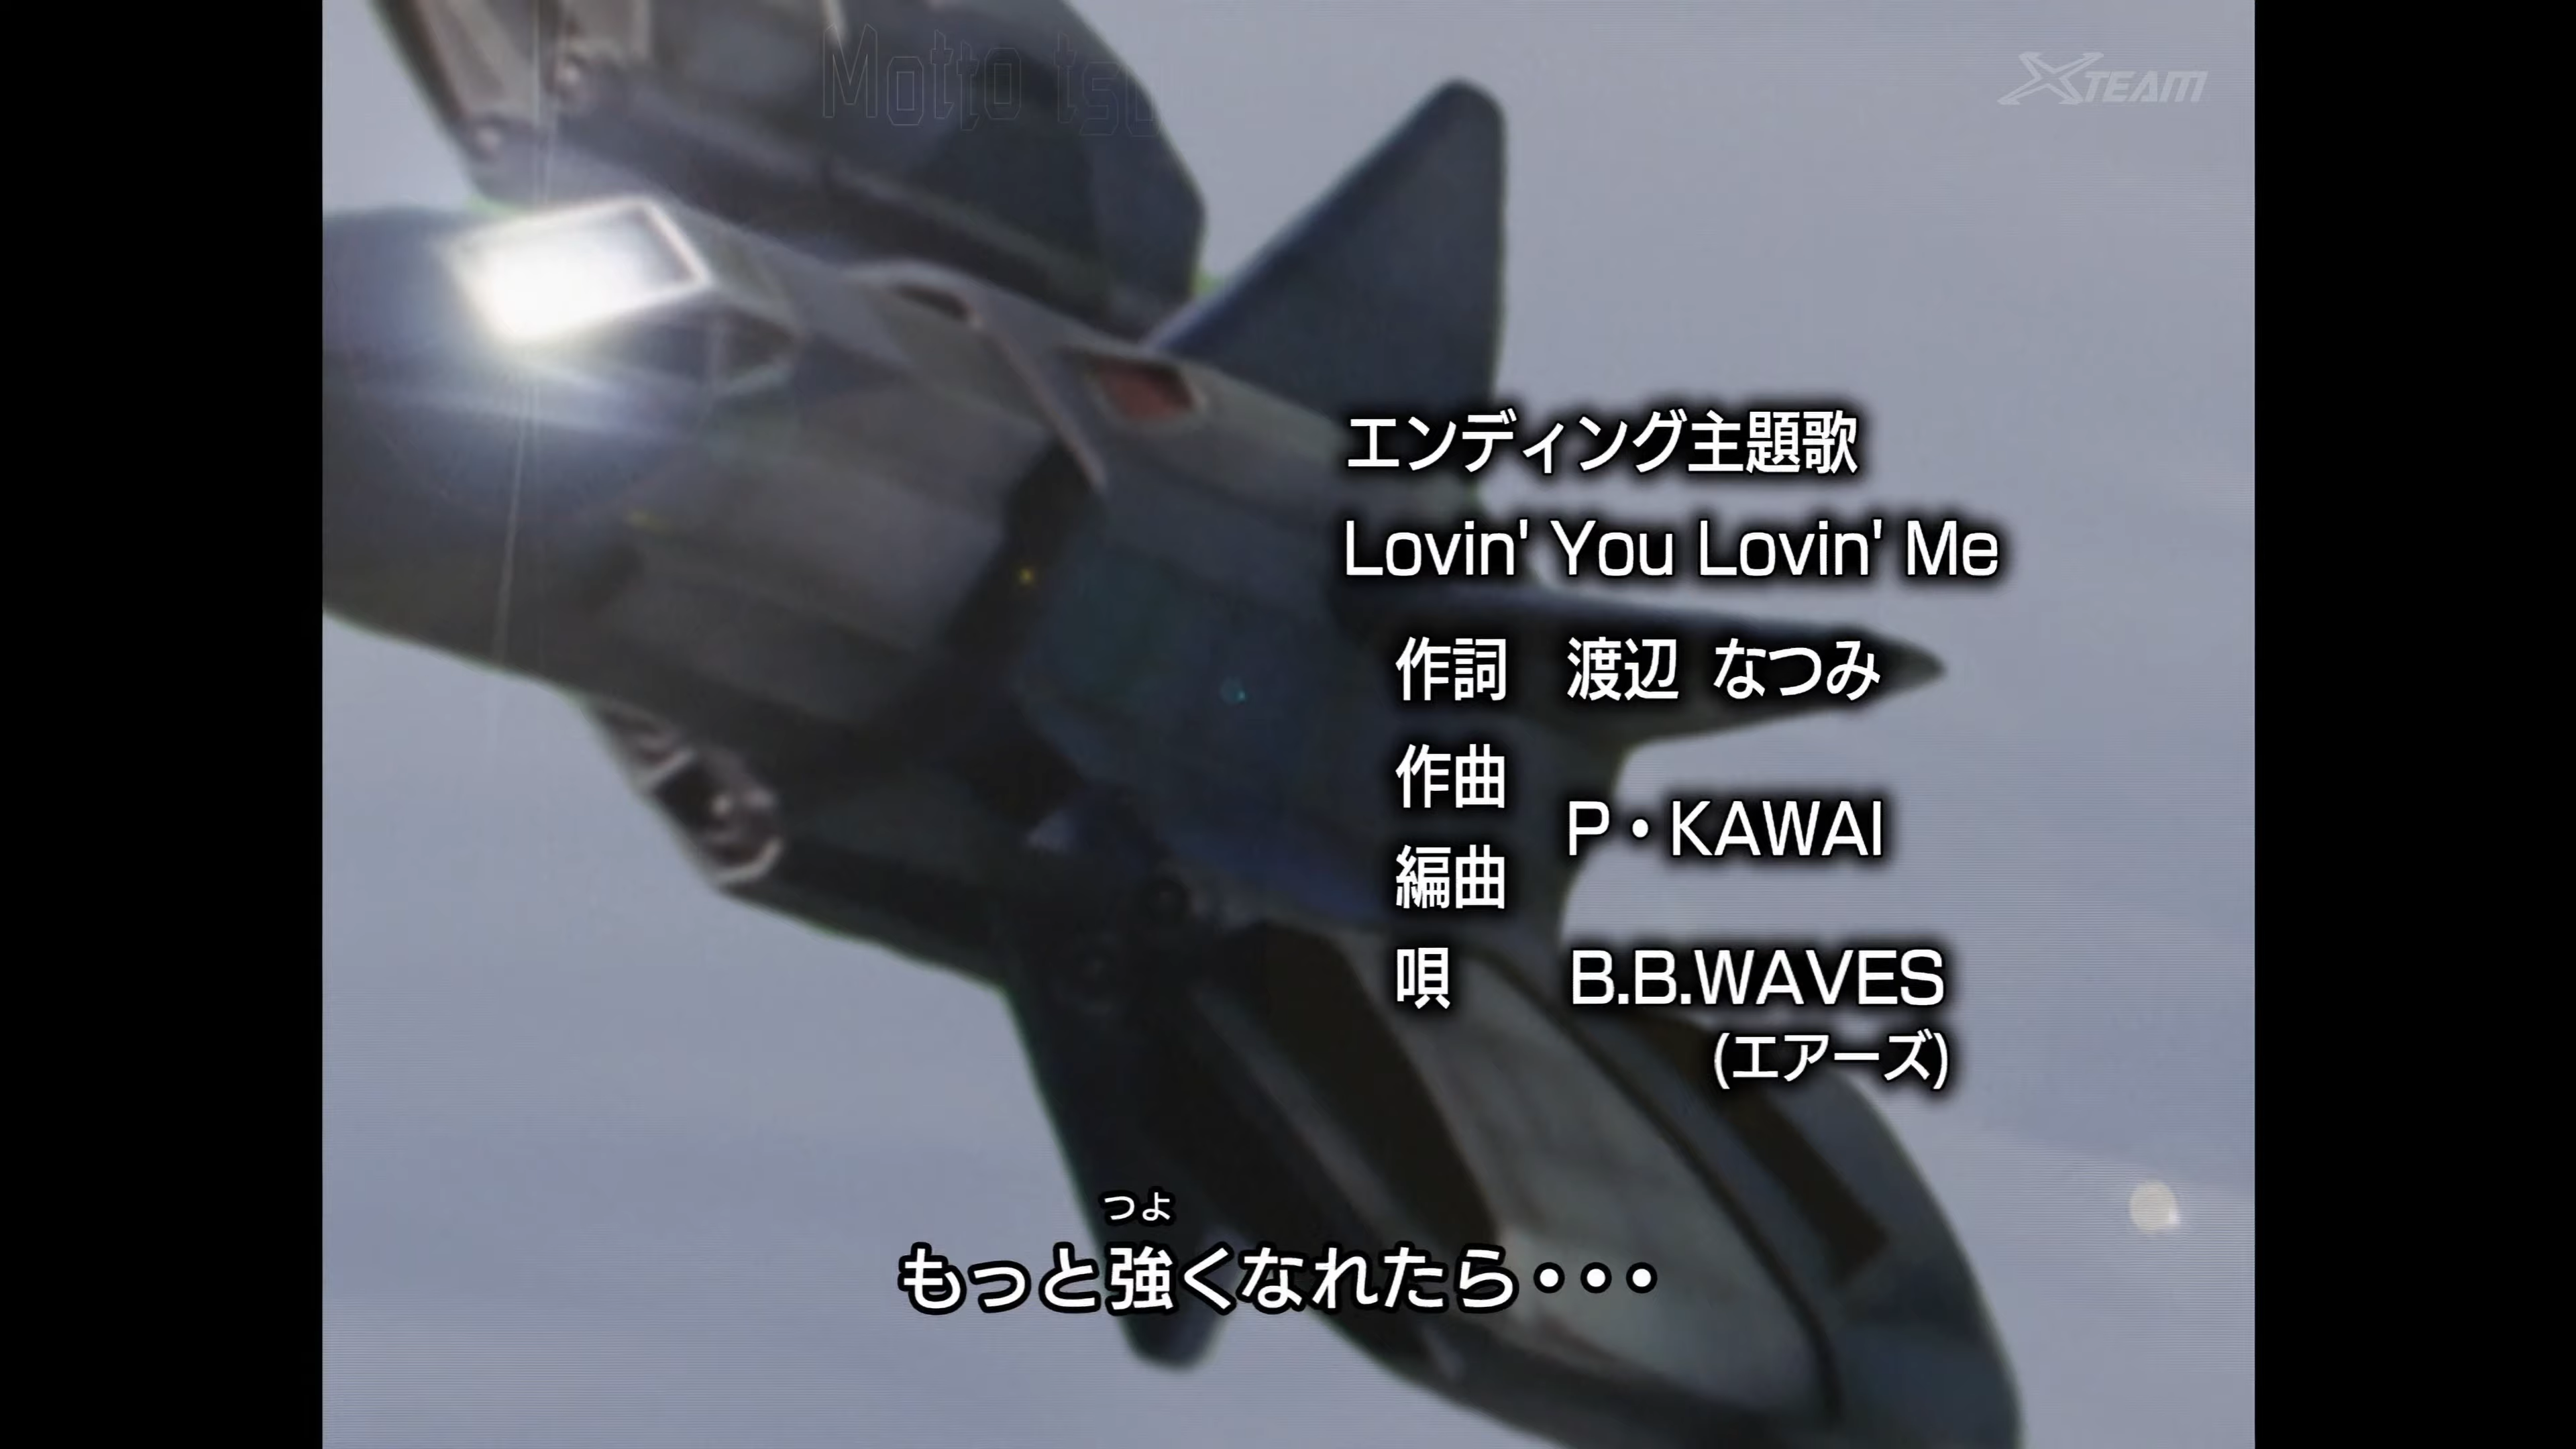 Motto tsu
XTEAM
エンディング主題歌
Lovin' You Lovin' Me
作詞 渡辺 なつみ
作曲
P・KAWAI
編曲
唄 B.B.WAVES
(エアーズ)
つよ
もっと強くなれたら・・・